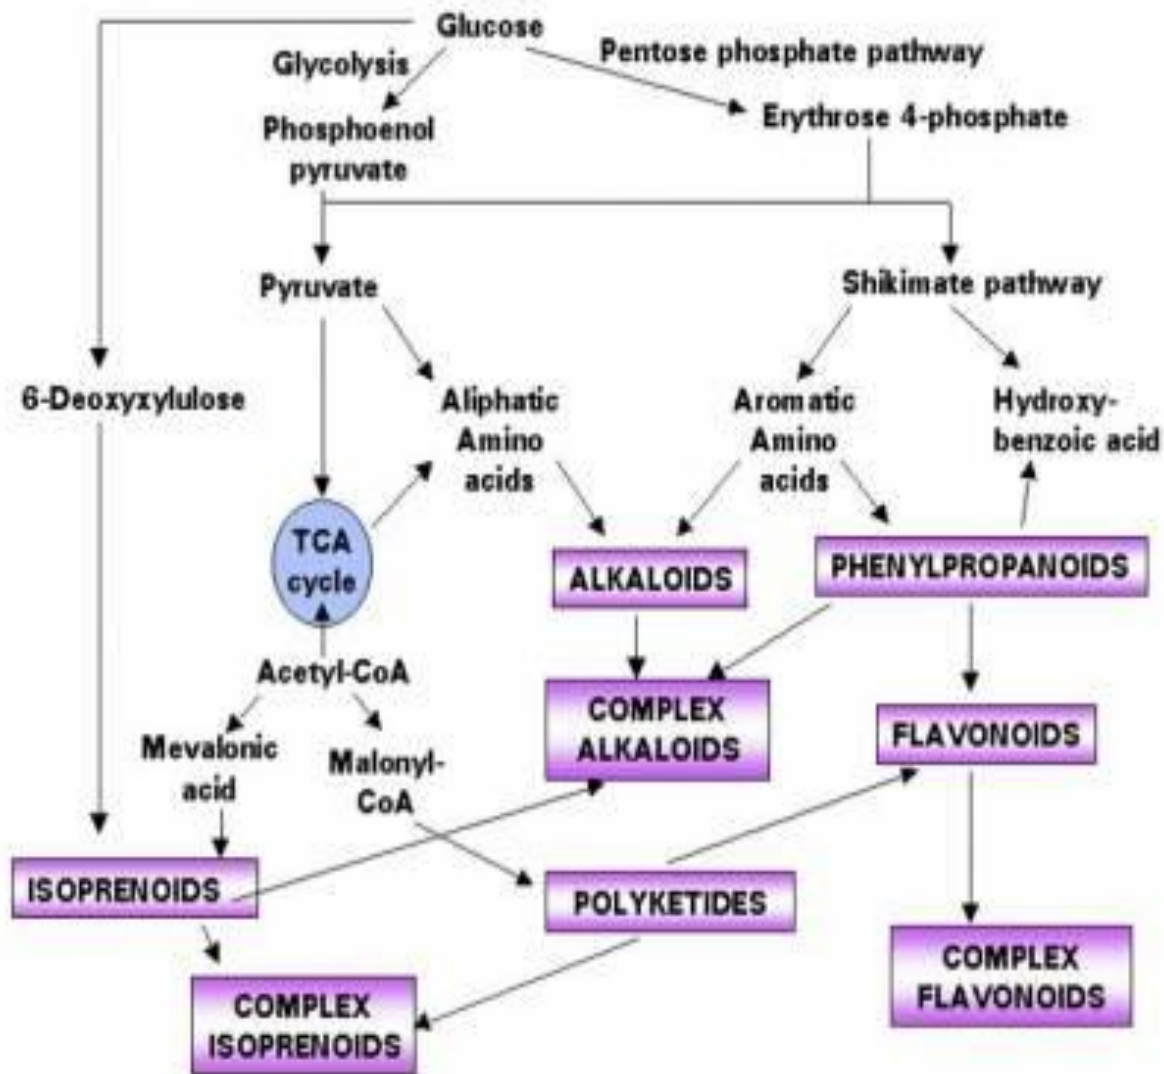 Glucose
Glycolysis
Pentose phosphate pathway
Phosphoenol
pyruvate
Erythrose 4-phosphate
Pyruvate
Shikimate pathway
6-Deoxyxylulose
Aliphatic
Amino
acids
Aromatic
Amino
acids
Hydroxy-
benzoic acid
TCA
cycle
ALKALOIDS
PHENYLPROPANOIDS
Acetyl-CoA
Mevalonic
acid
Malonyl-
CoA
COMPLEX
ALKALOIDS
FLAVONOIDS
ISOPRENOIDS
POLYKETIDES
COMPLEX
ISOPRENOIDS
COMPLEX
FLAVONOIDS